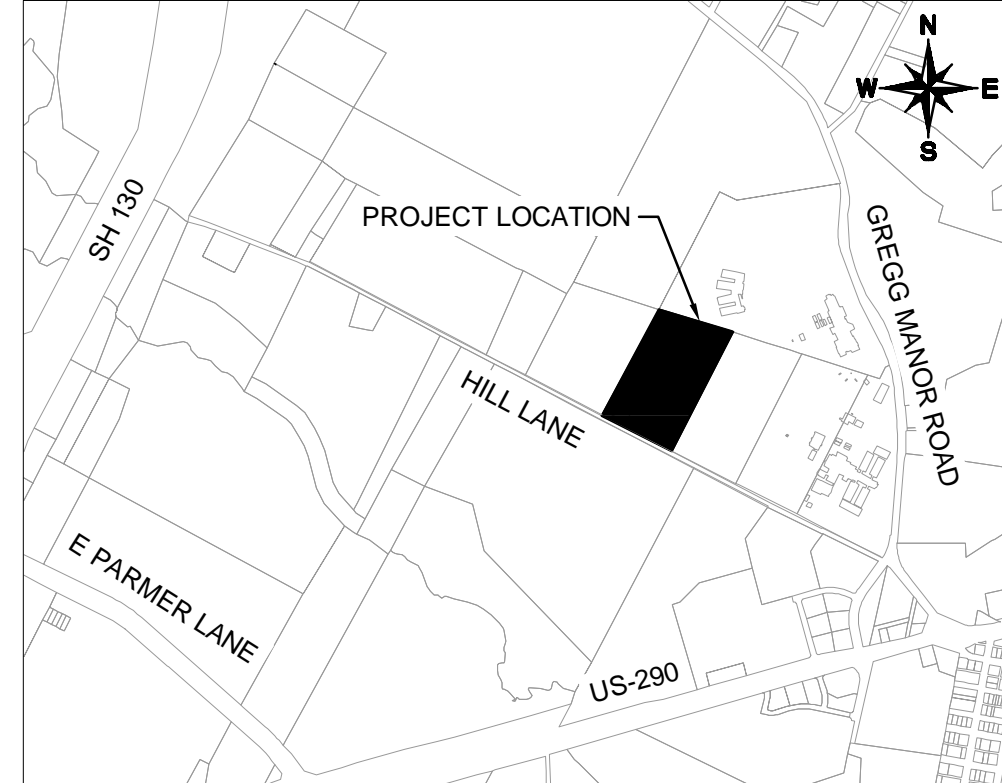 N
W E
S
SH 130
PROJECT LOCATION
GREGG MANOR ROAD
HILL LANE
E PARMER LANE
US-290